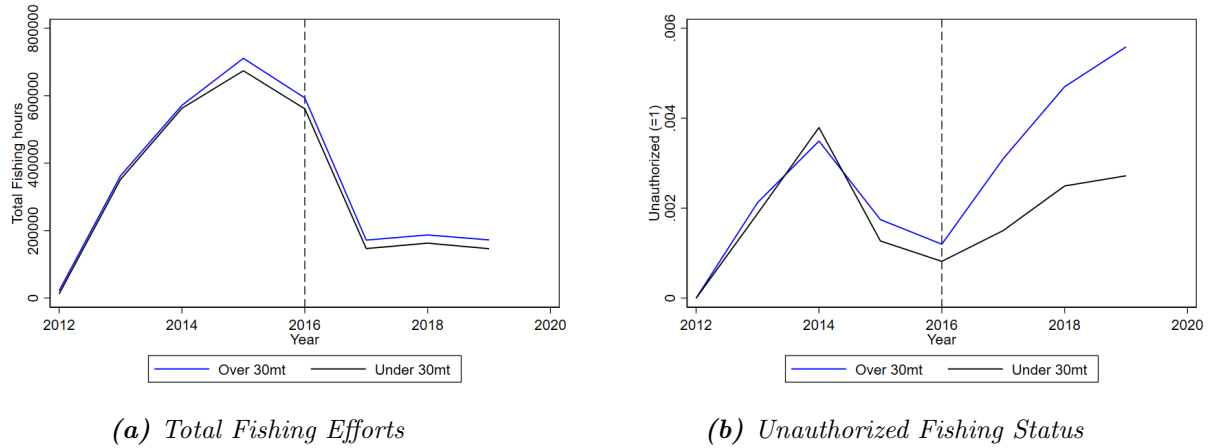 Total Fishing hours
800000
600000
400000
200000
0
2012 2014 2016 2018 2020
Year
Over 30mt Under 30mt
(a) Total Fishing Efforts
Unauthorized (=1)
.006
.004
.002
0
2012 2014 2016 2018 2020
Year
Over 30mt Under 30mt
(b) Unauthorized Fishing Status